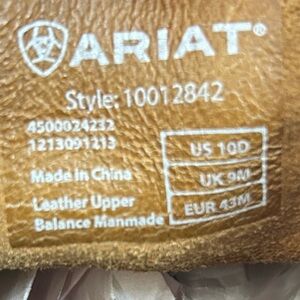 ARIAT®
Style: 10012842
4500024232
1213091213
Made in China
Leather Upper
Balance Manmade
US 10D
UK 9M
EUR 43M